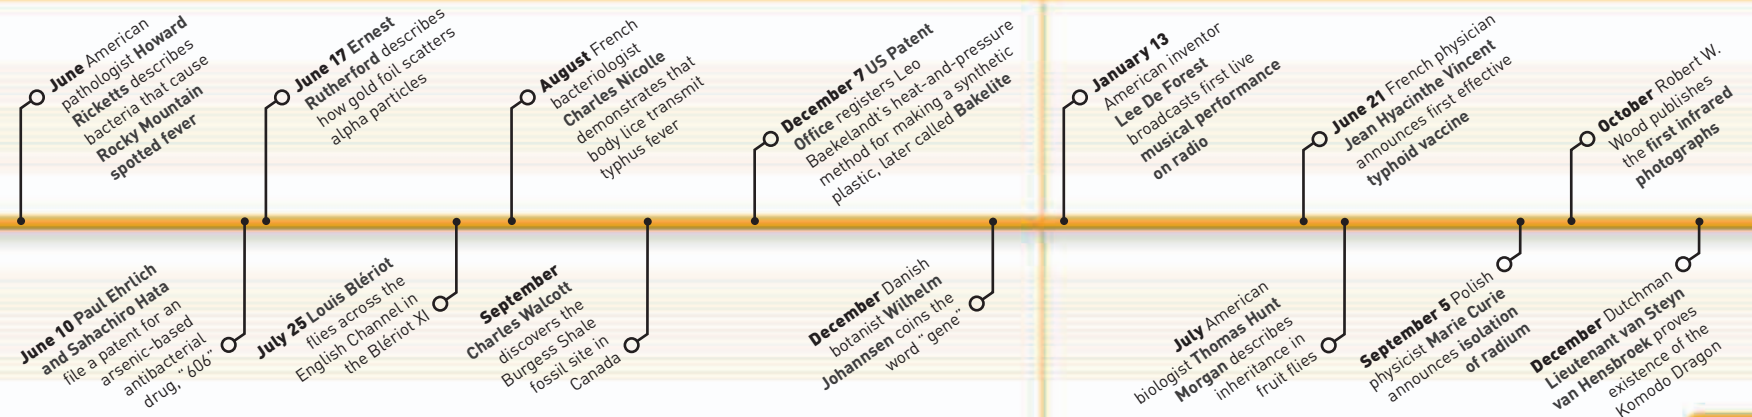 June American
pathologist Howard
Ricketts describes
bacteria that cause
Rocky Mountain
spotted fever
June 10 Paul Ehrlich
and Sahachiro Hata
file a patent for an
arsenic-based
antibacterial
drug, “606”
June 17 Ernest
Rutherford describes
how gold foil scatters
alpha particles
July 25 Louis Blériot
flies across the
English Channel in
the Blériot XI
August French
bacteriologist
Charles Nicolle
demonstrates that
body lice transmit
typhus fever
September
Charles Walcott
discovers the
Burgess Shale
fossil site in
Canada
December 7 US Patent
Office registers Leo
Baekelandt’s heat-and-pressure
method for making a synthetic
plastic, later called Bakelite
December Danish
botanist Wilhelm
Johannsen coins the
word “gene”
January 13
American inventor
Lee De Forest
broadcasts first live
musical performance
on radio
June 21 French physician
Jean Hyacinthe Vincent
announces first effective
typhoid vaccine
July American
biologist Thomas Hunt
Morgan describes
inheritance in
fruit flies
September 5 Polish
physicist Marie Curie
announces isolation
of radium
October Robert W.
Wood publishes
the first infrared
photographs
December Dutchman
Lieutenant van Steyn
van Hensbroek proves
existence of the
Komodo Dragon